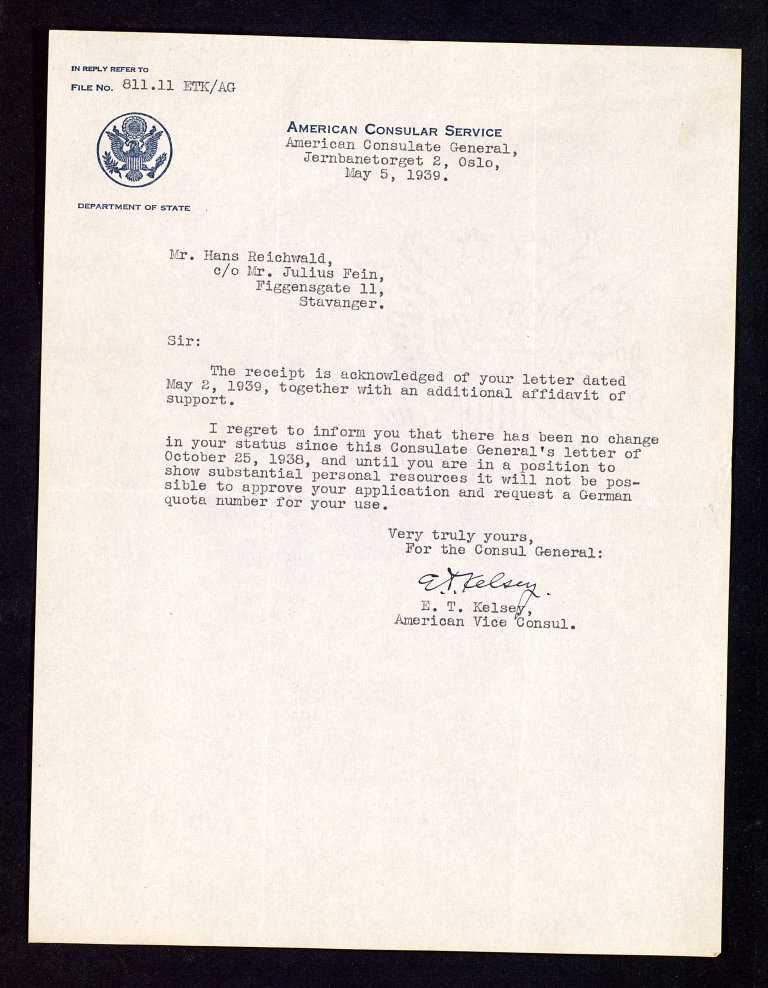 IN REPLY REFER TO
FILE NO. 811.11 ETK/AG
AMERICAN CONSULAR SERVICE
American Consulate General,
Jernbanetorget 2, Oslo,
May 5, 1939.
DEPARTMENT OF STATE
Mr. Hans Reichwald,
c/o Mr. Julius Fein,
Figgensgate 11,
Stavanger.
Sir:
The receipt is acknowledged of your letter dated
May 2, 1939, together with an additional affidavit of
support.
I regret to inform you that there has been no change
in your status since this Consulate General's letter of
October 25, 1938, and until you are in a position to
show substantial personal resources it will not be pos-
sible to approve your application and request a German
quota number for your use.
Very truly yours,
For the Consul General:
E.T.Kelsey.
E. T. Kelsey,
American Vice Consul.